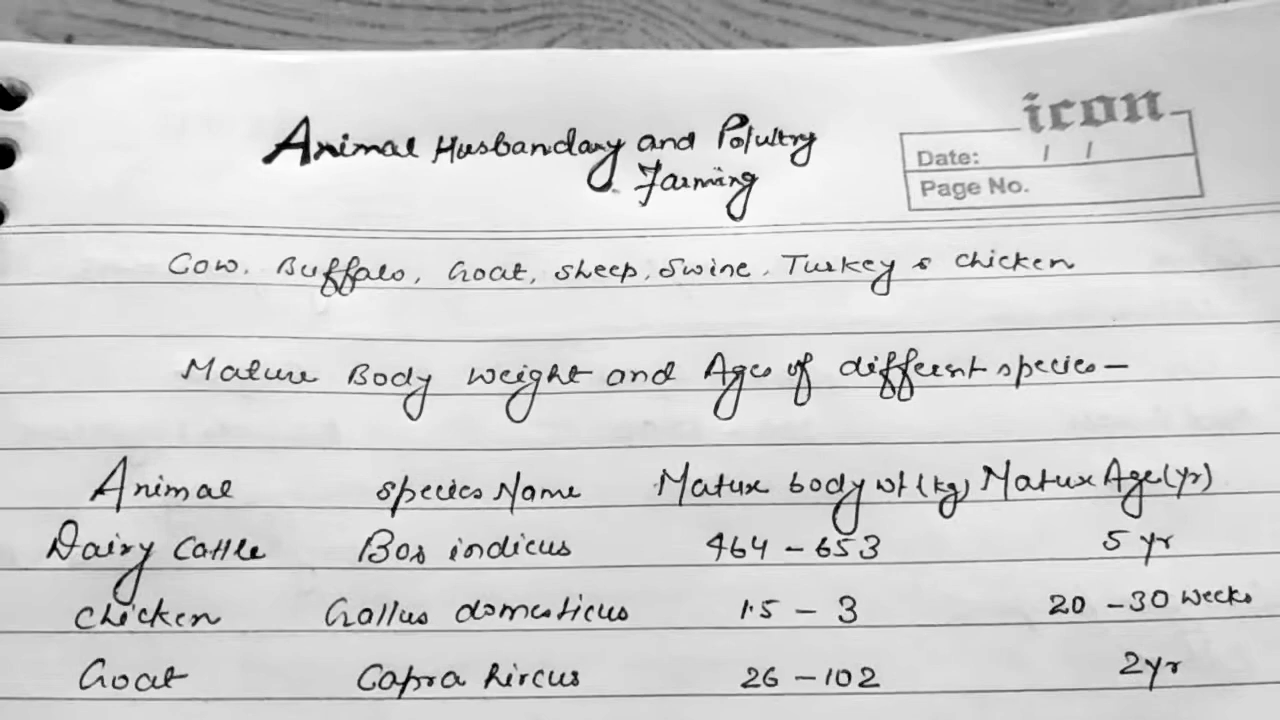 icon
Date: / /
Page No.
Animal Husbanday and Poultry
Farming
Cow, Buffalo, Goat, sheep, Swine, Turkey & chicken
Mature Body weight and Ages of different species-
Animal species Name Mature body wt (kg) Mature Age (yr)
Dairy Cattle Bos indicus 464 - 653 5 yr
chicken Gallus domesticus 1.5 - 3 20 - 30 weeks
Goat Capra hircus 26 - 102 2 yr